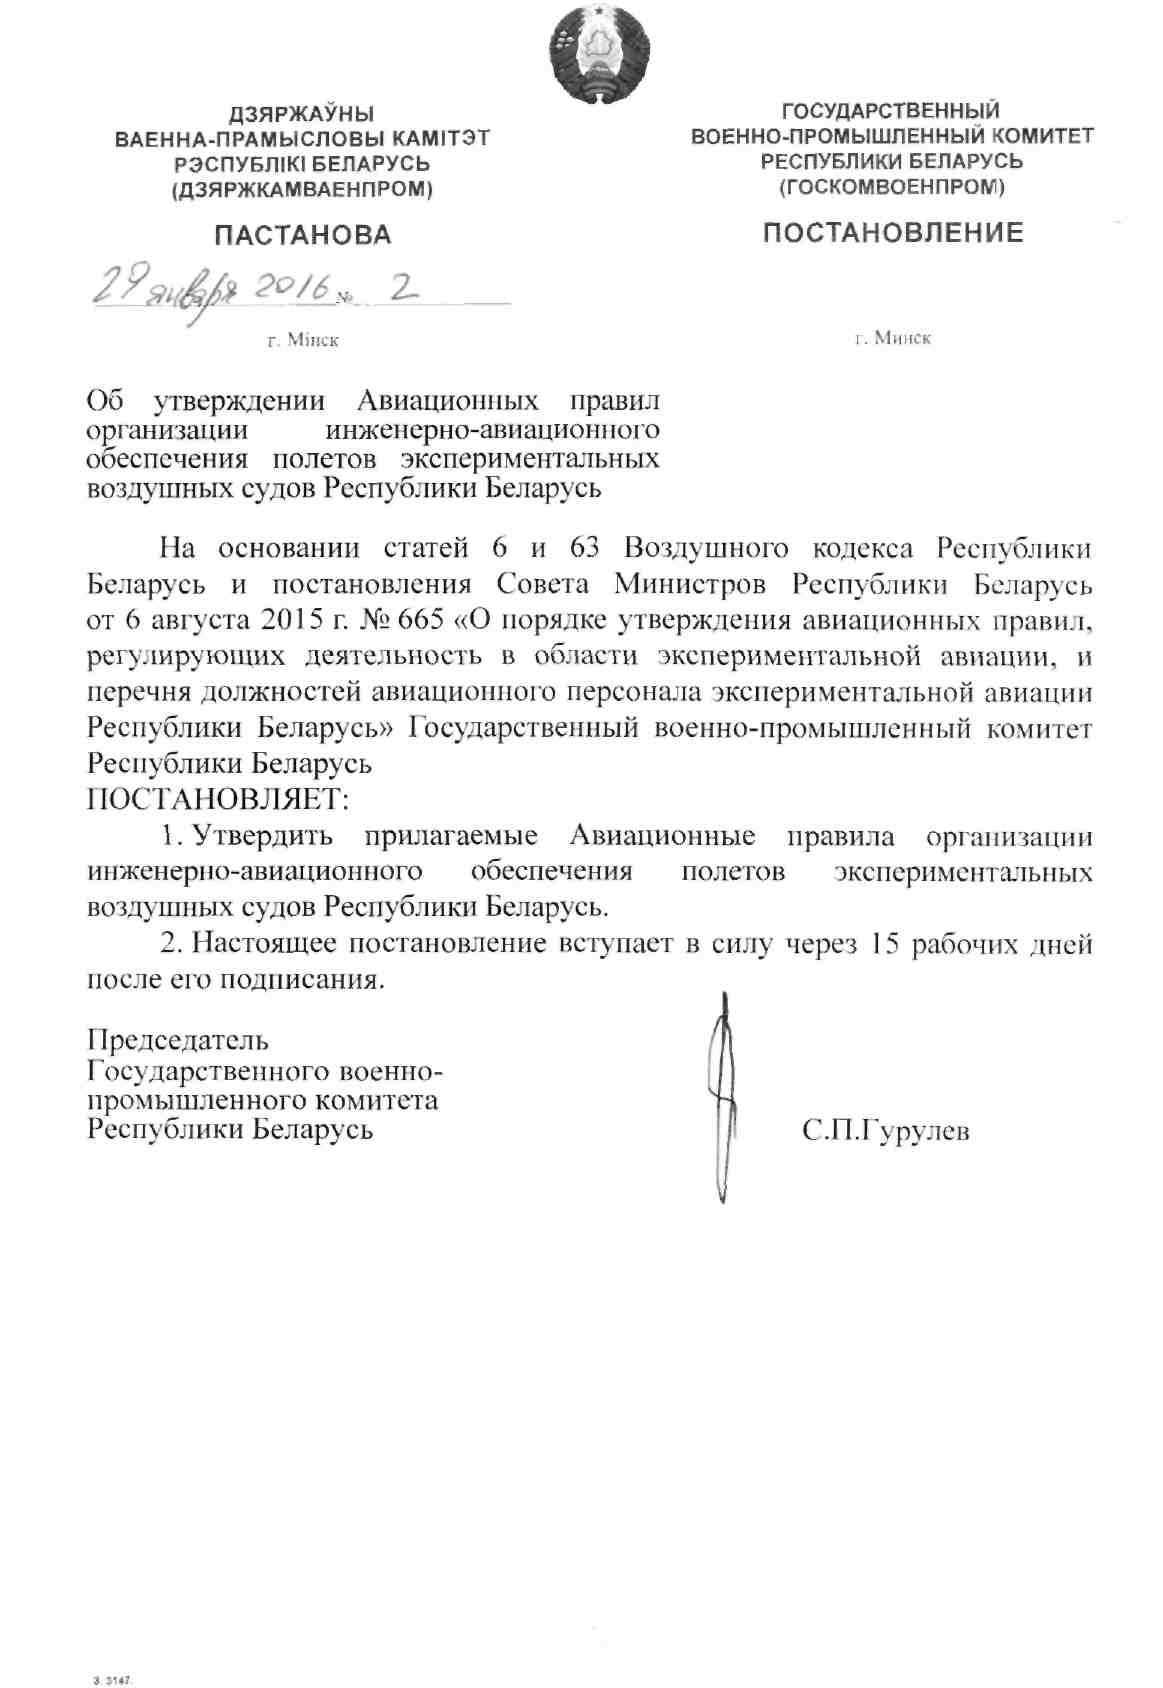 ДЗЯРЖАЎНЫ
ВАЕННА-ПРАМЫСЛОВЫ КАМІТЭТ
РЭСПУБЛІКІ БЕЛАРУСЬ
(ДЗЯРЖКАМВАЕНПРОМ)
ПАСТАНОВА
29 января 2016 № 2
г. Мінск
ГОСУДАРСТВЕННЫЙ
ВОЕННО-ПРОМЫШЛЕННЫЙ КОМИТЕТ
РЕСПУБЛИКИ БЕЛАРУСЬ
(ГОСКОМВОЕНПРОМ)
ПОСТАНОВЛЕНИЕ
г. Минск
Об утверждении Авиационных правил
организации инженерно-авиационного
обеспечения полетов экспериментальных
воздушных судов Республики Беларусь
На основании статей 6 и 63 Воздушного кодекса Республики
Беларусь и постановления Совета Министров Республики Беларусь
от 6 августа 2015 г. № 665 «О порядке утверждения авиационных правил,
регулирующих деятельность в области экспериментальной авиации, и
перечня должностей авиационного персонала экспериментальной авиации
Республики Беларусь» Государственный военно-промышленный комитет
Республики Беларусь
ПОСТАНОВЛЯЕТ:
1. Утвердить прилагаемые Авиационные правила организации
инженерно-авиационного обеспечения полетов экспериментальных
воздушных судов Республики Беларусь.
2. Настоящее постановление вступает в силу через 15 рабочих дней
после его подписания.
Председатель
Государственного военно-
промышленного комитета
Республики Беларусь С.П.Гурулев
З. 3147.